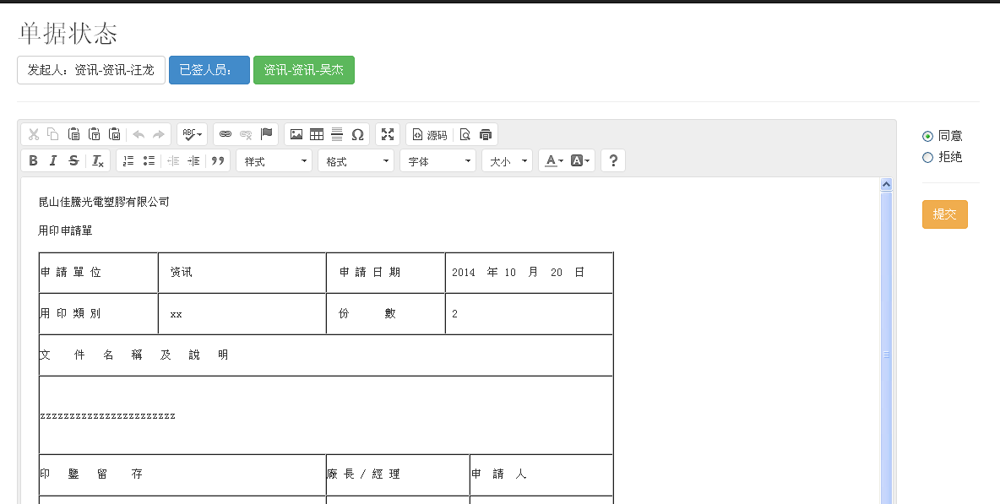 单据状态
发起人：资讯-资讯-汪龙 已签人员： 资讯-资讯-吴杰
ABC Ω 源码
B I S Tx 样式 格式 字体 大小 A A ?
同意
拒绝
提交
昆山佳騰光電塑膠有限公司
用印申請單
申 請 單 位 资讯 申 請 日 期 2014 年 10 月 20 日
用 印 類 別 xx 份 數 2
文 件 名 稱 及 說 明
zzzzzzzzzzzzzzzzzzzzzzz
印 鑒 留 存 廠 長 / 經 理 申 請 人